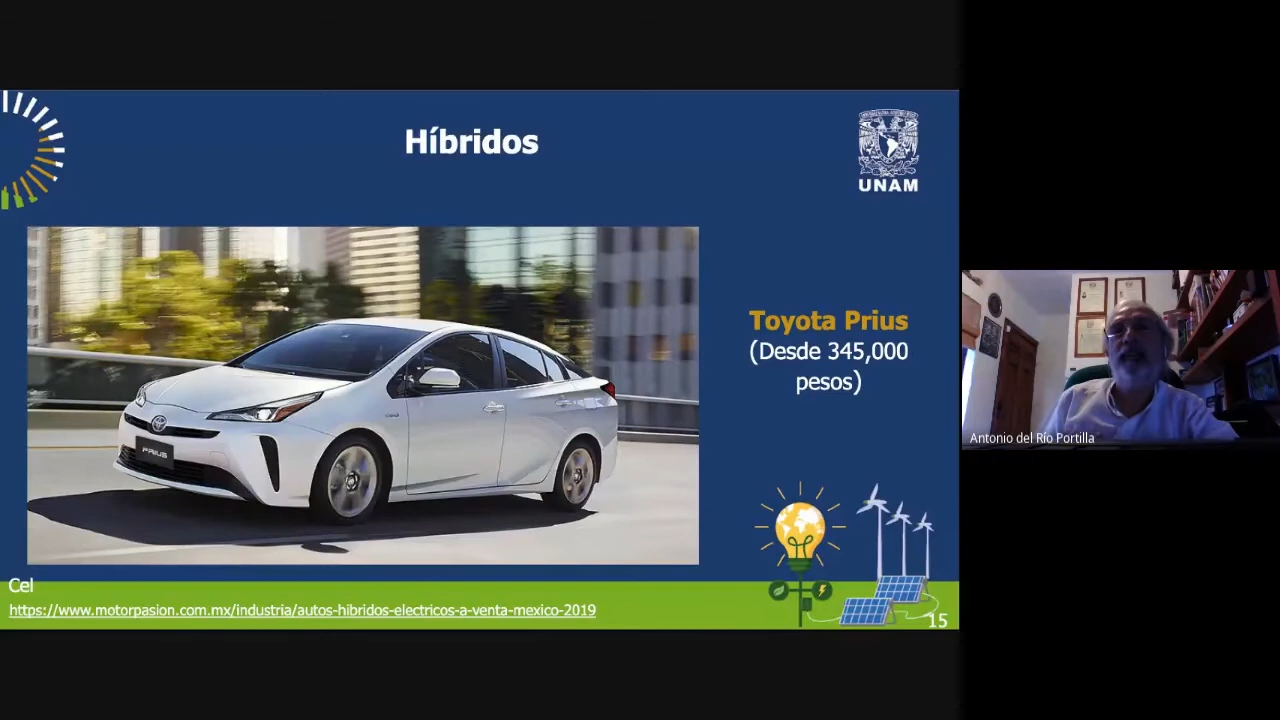 Híbridos
UNAM
Toyota Prius
(Desde 345,000
pesos)
PRIUS
Antonio del Río Portilla
Cel
https://www.motorpasion.com.mx/industria/autos-hibridos-electricos-a-venta-mexico-2019
15